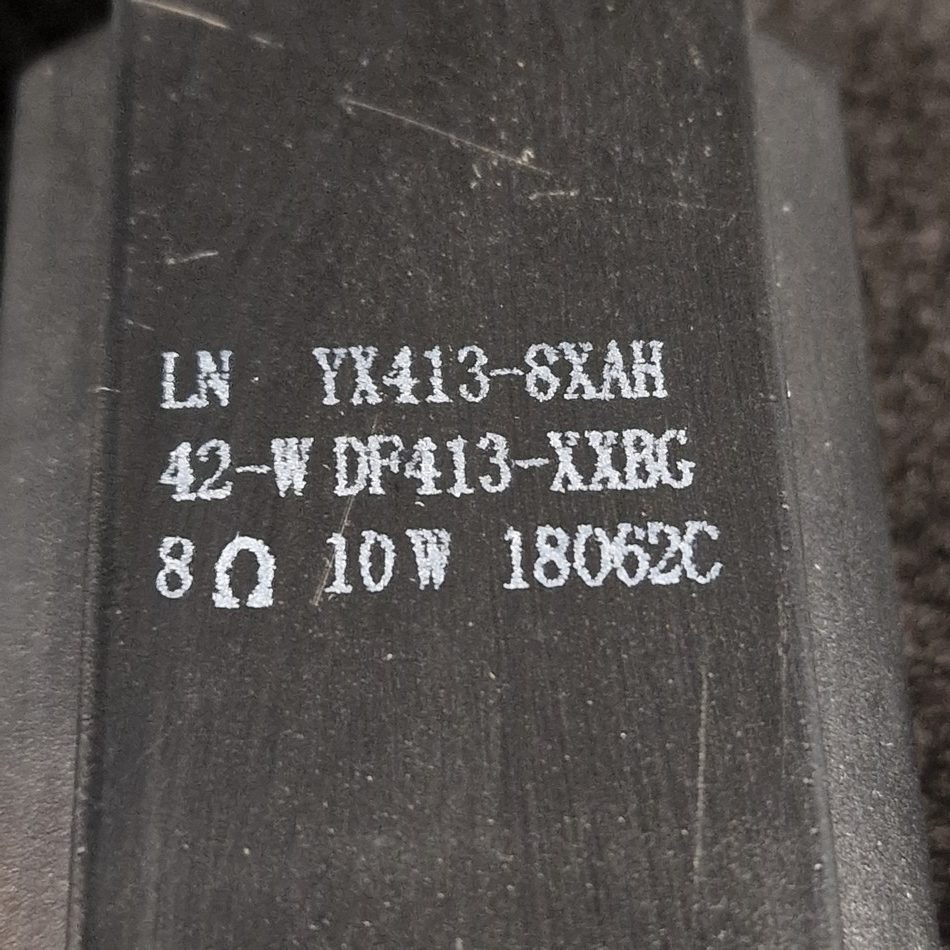 LN YX413-8XAH
42-W DF413-XXBG
8Ω 10W 18062C